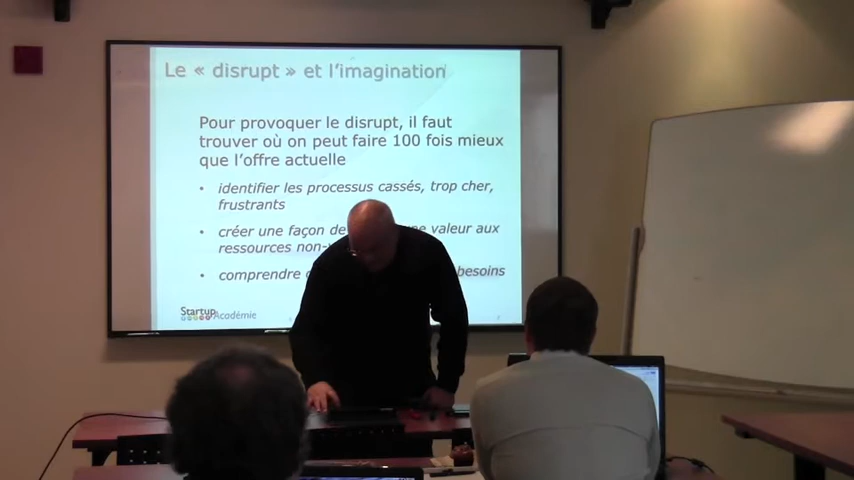 Le « disrupt » et l'imagination
Pour provoquer le disrupt, il faut
trouver où on peut faire 100 fois mieux
que l'offre actuelle
• identifier les processus cassés, trop cher,
frustrants
• créer une façon de valeur aux
ressources
• comprendre besoins
Startup
Académie